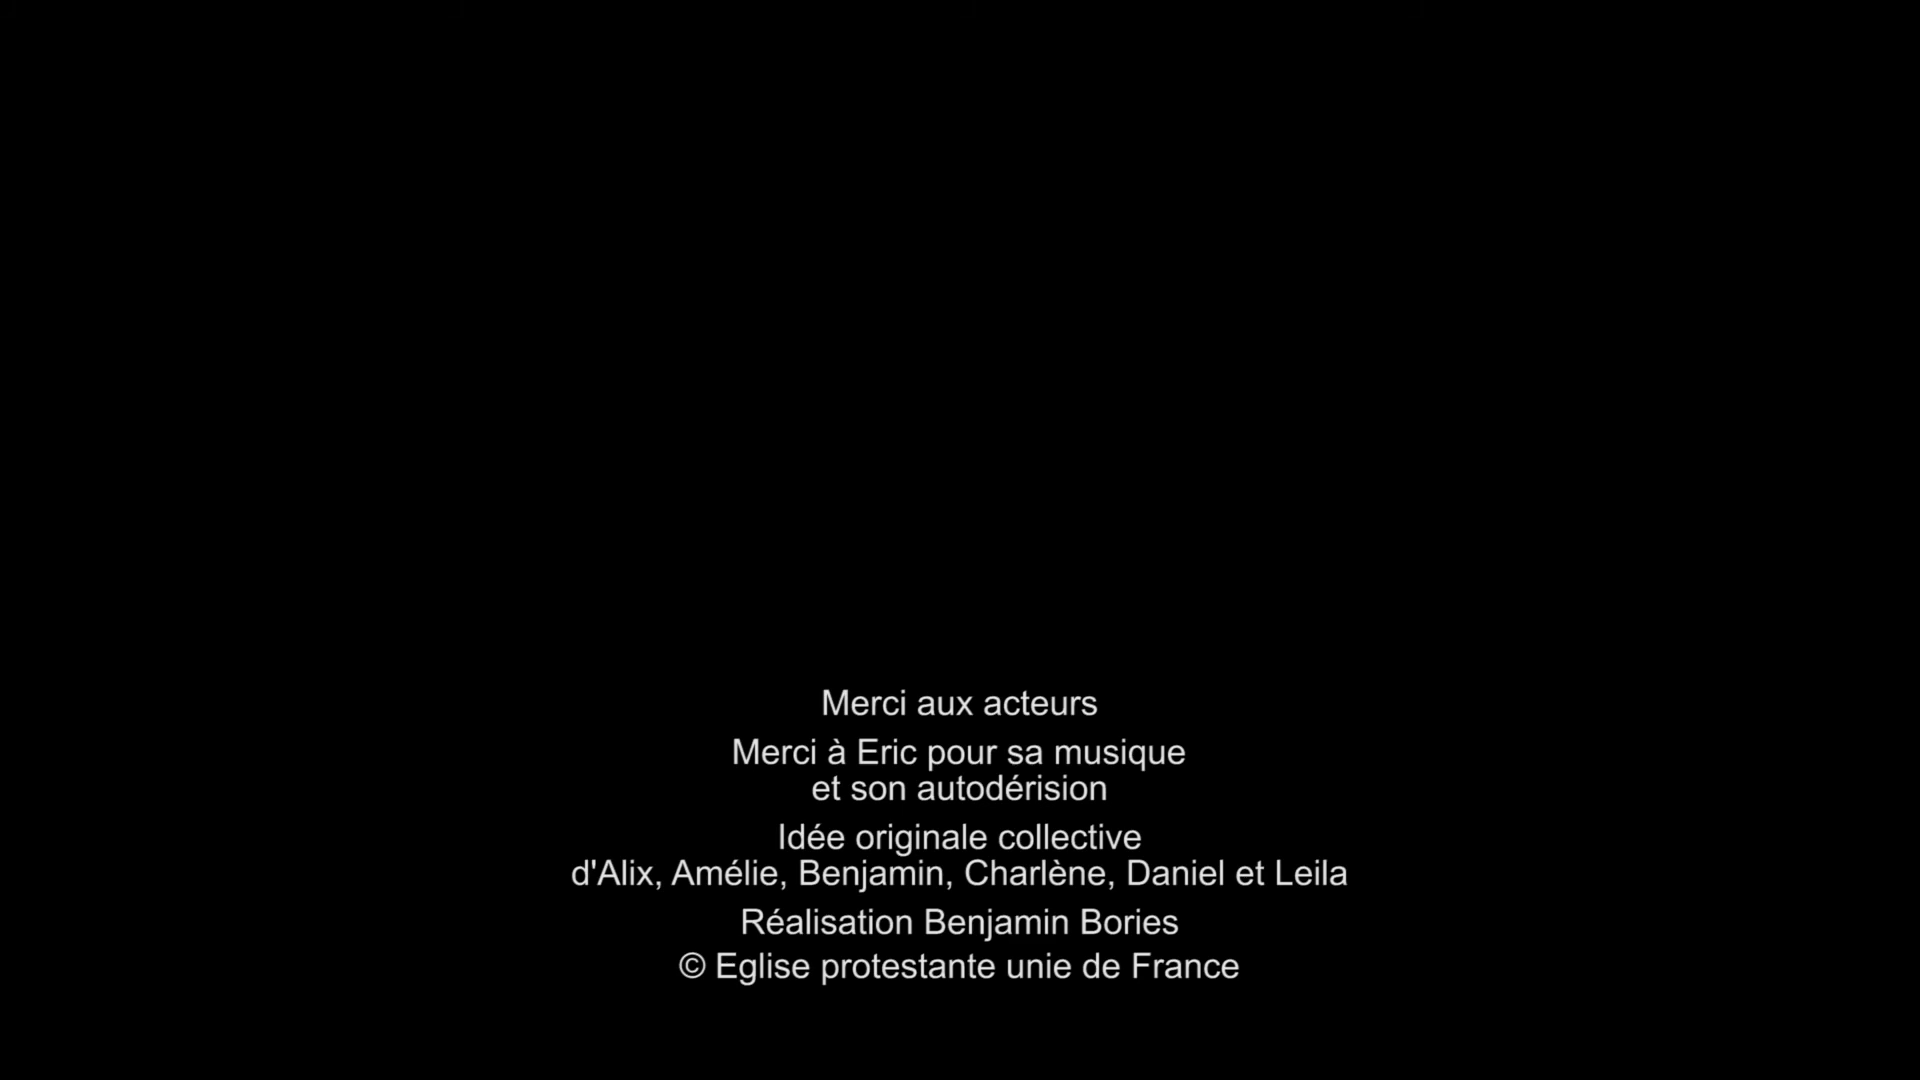 Merci aux acteurs
Merci à Eric pour sa musique
et son autodérision
Idée originale collective
d'Alix, Amélie, Benjamin, Charlène, Daniel et Leila
Réalisation Benjamin Bories
© Eglise protestante unie de France